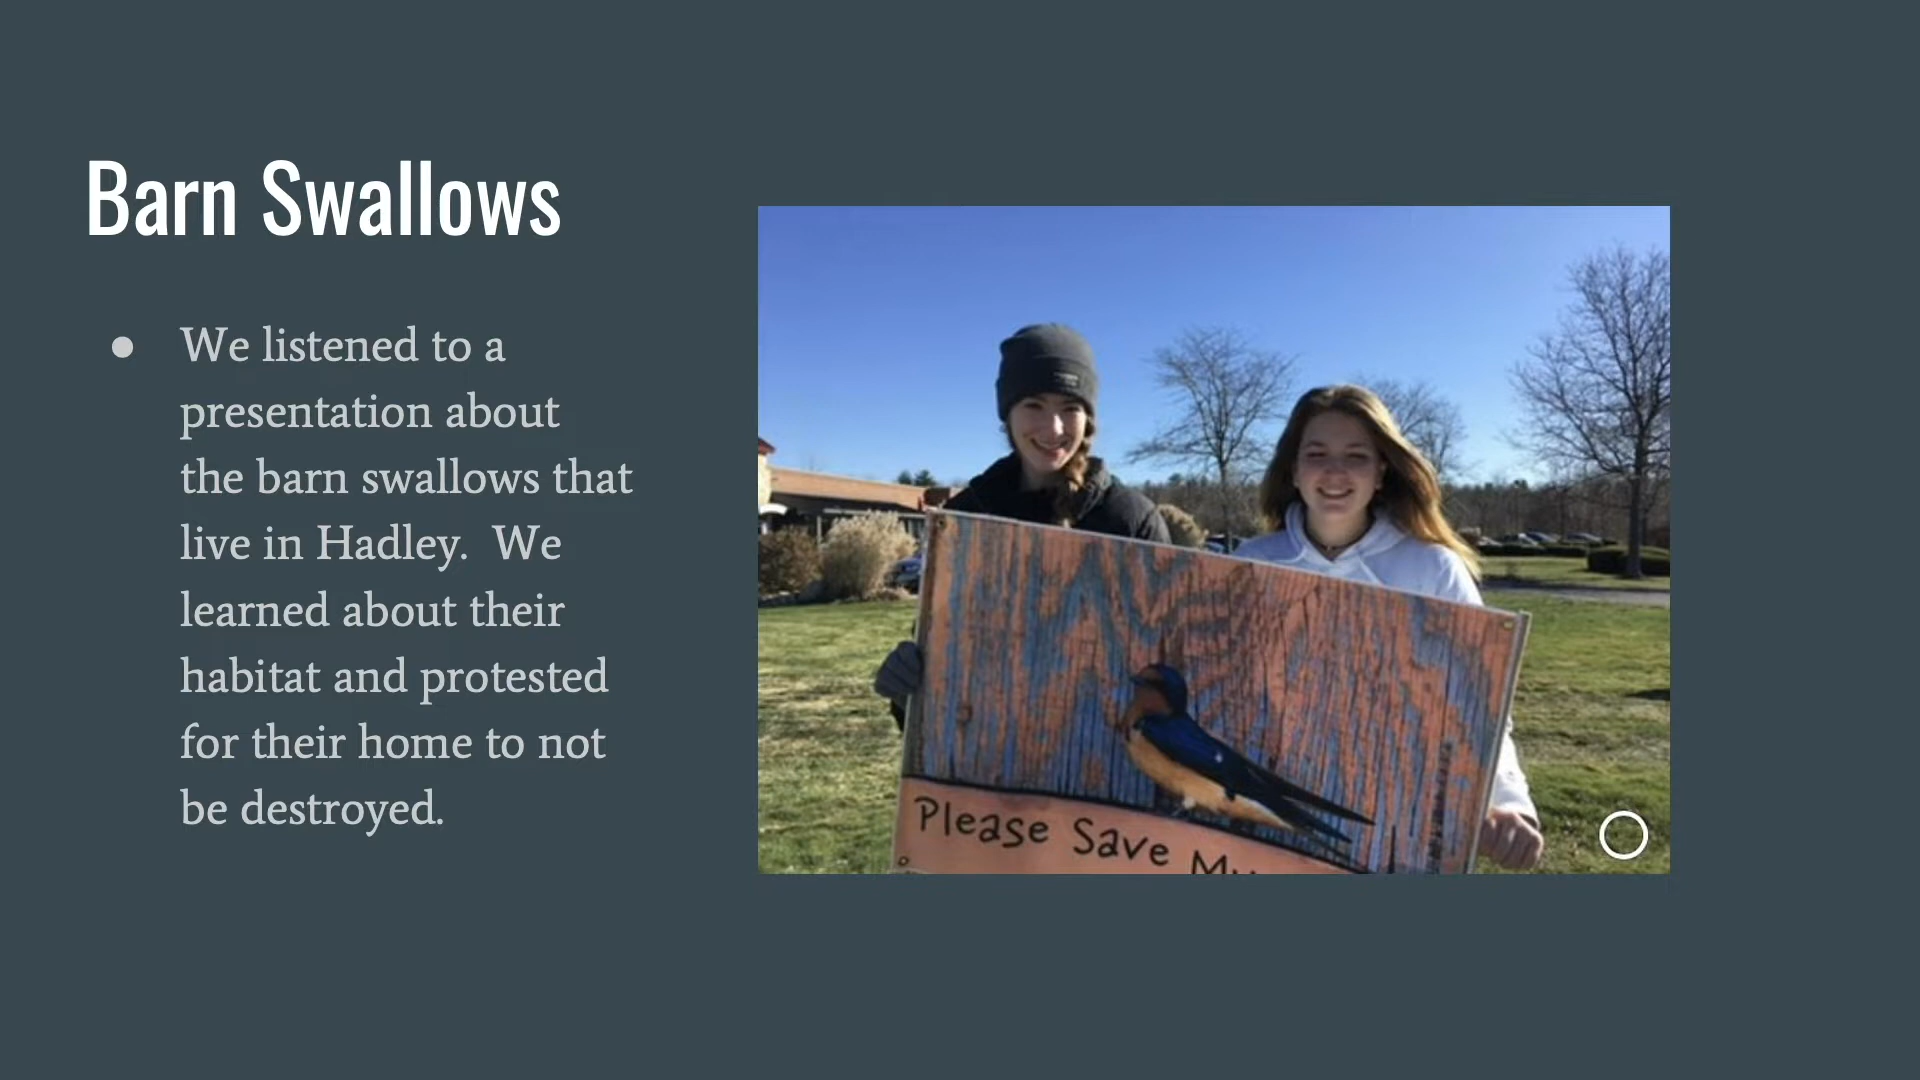 Barn Swallows
● We listened to a
presentation about
the barn swallows that
live in Hadley.  We
learned about their
habitat and protested
for their home to not
be destroyed.
Please Save My